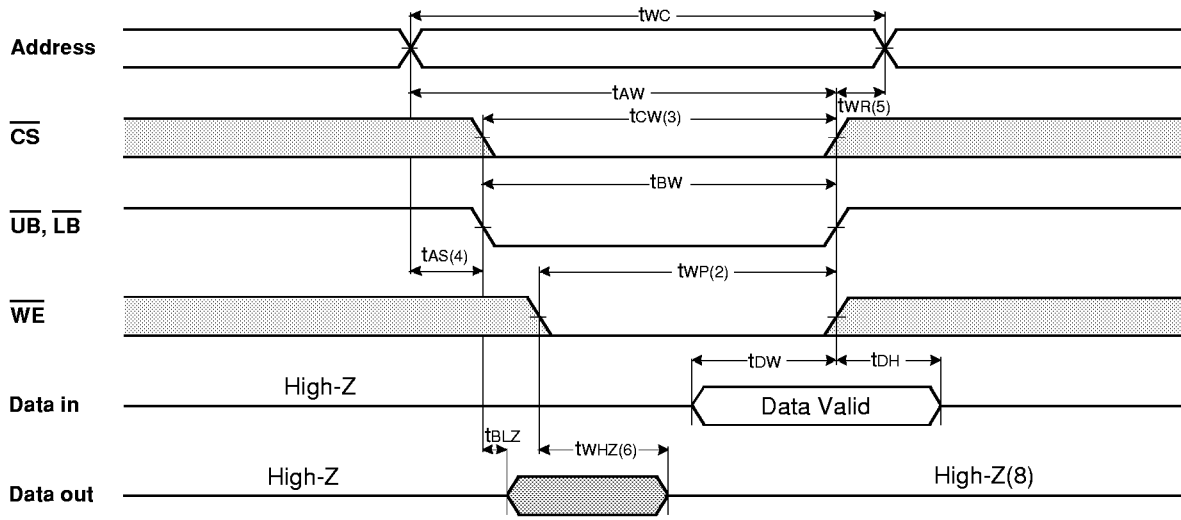 tWC
Address
tAW
tWR(5)
tCW(3)
CS
tBW
UB, LB
tAS(4)
tWP(2)
WE
tDW
tDH
High-Z
Data in
Data Valid
tBLZ
tWHZ(6)
High-Z
High-Z(8)
Data out